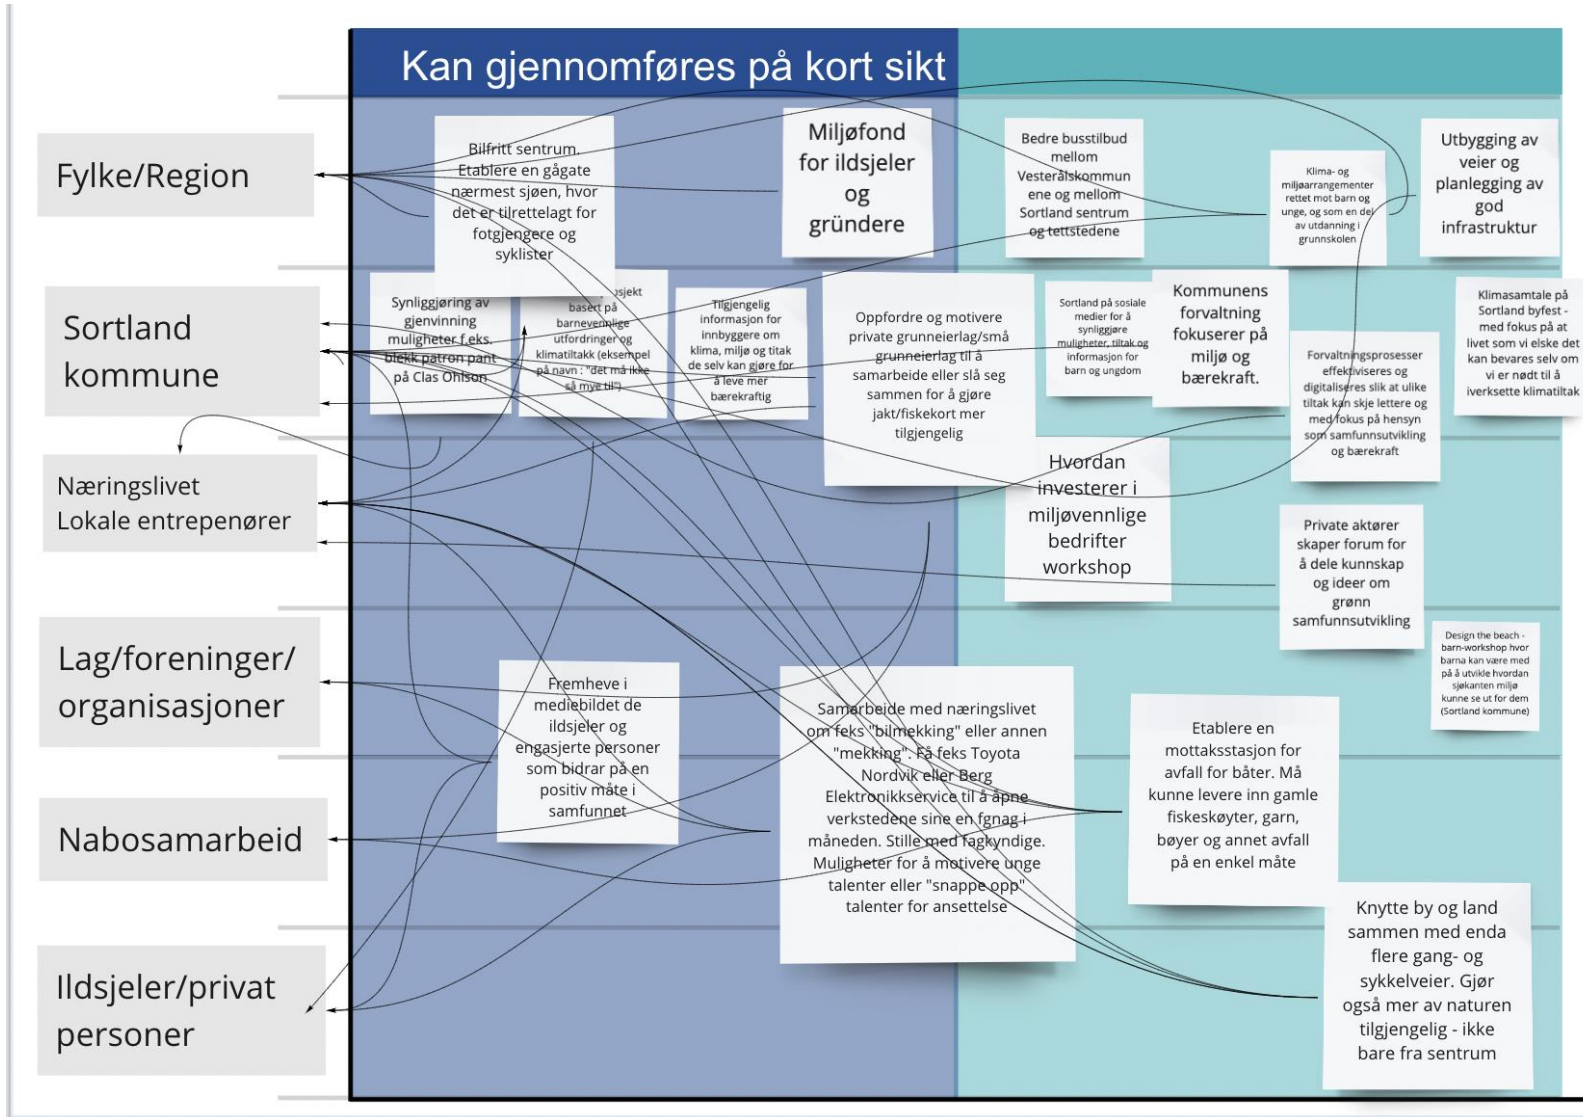 Kan gjennomføres på kort sikt
Fylke/Region
Bilfritt sentrum.
Etablere en gågate
nærmest sjøen, hvor
det er tilrettelagt for
fotgjengere og
syklister
Miljøfond
for ildsjeler
og
gründere
Bedre busstilbud
mellom
Vesterålskommun
ene og mellom
Sortland sentrum
og tettstedene
Klima- og
miljøarrangementer
rettet mot barn og
unge, og som en del
av utdanning i
grunnskolen
Utbygging av
veier og
planlegging av
god
infrastruktur
Sortland
kommune
Synliggjøring av
gjenvinning
muligheter f.eks.
blekk patron pant
på Clas Ohlson
basert på
barnevennlige
utfordringer og
klimatiltakk (eksempel
på navn : "det må ikke
så mye til")
Tilgjengelig
informasjon for
innbyggere om
klima, miljø og titak
de selv kan gjøre for
å leve mer
bærekraftig
Oppfordre og motivere
private grunneierlag/små
grunneierlag til å
samarbeide eller slå seg
sammen for å gjøre
jakt/fiskekort mer
tilgjengelig
Sortland på sosiale
medier for å
synliggjøre
muligheter, tiltak og
informasjon for
barn og ungdom
Kommunens
forvaltning
fokuserer på
miljø og
bærekraft.
Forvaltningsprosesser
effektiviseres og
digitaliseres slik at ulike
tiltak kan skje lettere og
med fokus på hensyn
som samfunnsutvikling
og bærekraft
Klimasamtale på
Sortland byfest -
med fokus på at
livet som vi elske det
kan bevares selv om
vi er nødt til å
iverksette klimatiltak
Næringslivet
Lokale entrepenører
Hvordan
investerer i
miljøvennlige
bedrifter
workshop
Private aktører
skaper forum for
å dele kunnskap
og ideer om
grønn
samfunnsutvikling
Lag/foreninger/
organisasjoner
Fremheve i
mediebildet de
ildsjeler og
engasjerte personer
som bidrar på en
positiv måte i
samfunnet
Samarbeide med næringslivet
om feks "bilmekking" eller annen
"mekking". Få feks Toyota
Nordvik eller Berg
Elektronikkservice til å åpne
verkstedene sine en fgnag i
måneden. Stille med fagkyndige.
Muligheter for å motivere unge
talenter eller "snappe opp"
talenter for ansettelse
Etablere en
mottaksstasjon for
avfall for båter. Må
kunne levere inn gamle
fiskeskøyter, garn,
bøyer og annet avfall
på en enkel måte
Design the beach -
barn-workshop hvor
barna kan være med
på å utvikle hvordan
sjøkanten miljø
kunne se ut for dem
(Sortland kommune)
Nabosamarbeid
Ildsjeler/privat
personer
Knytte by og land
sammen med enda
flere gang- og
sykkelveier. Gjør
også mer av naturen
tilgjengelig - ikke
bare fra sentrum